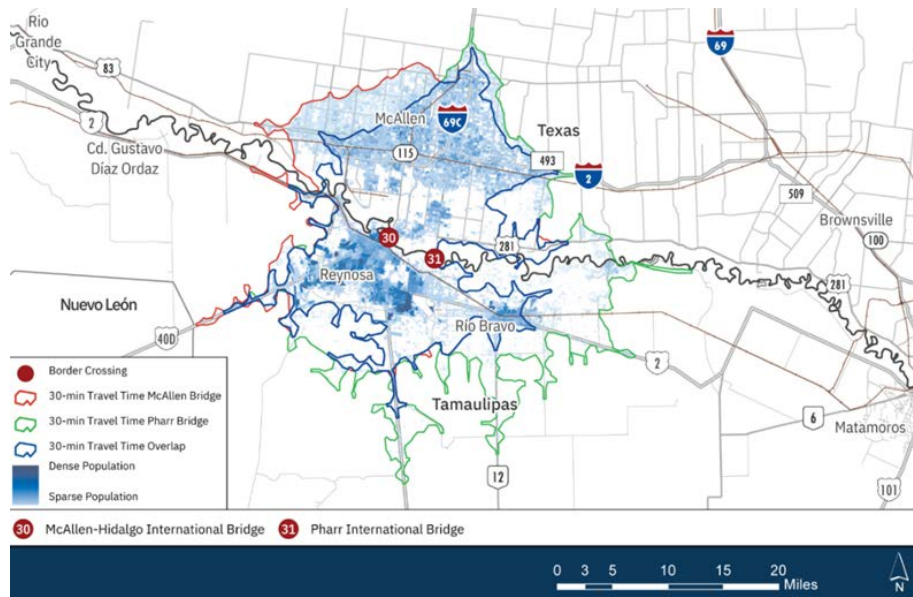 Rio
Grande
City
83
2
Cd. Gustavo
Díaz Ordaz
McAllen
69C
115
Texas
493
2
69
509
Brownsville
100
281
281
30
31
Reynosa
Nuevo León
40D
Río Bravo
2
Tamaulipas
12
6
Matamoros
101
Border Crossing
30-min Travel Time McAllen Bridge
30-min Travel Time Pharr Bridge
30-min Travel Time Overlap
Dense Population
Sparse Population
30 McAllen-Hidalgo International Bridge 31 Pharr International Bridge
0 3 5 10 15 20
Miles
N